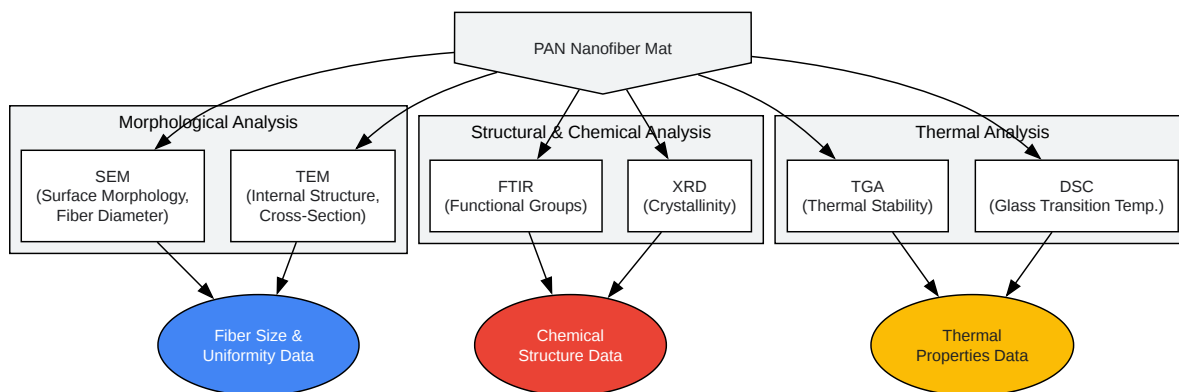 PAN Nanofiber Mat
Morphological Analysis
Structural & Chemical Analysis
Thermal Analysis
SEM
(Surface Morphology,
Fiber Diameter)
TEM
(Internal Structure,
Cross-Section)
FTIR
(Functional Groups)
XRD
(Crystallinity)
TGA
(Thermal Stability)
DSC
(Glass Transition Temp.)
Fiber Size &
Uniformity Data
Chemical
Structure Data
Thermal
Properties Data